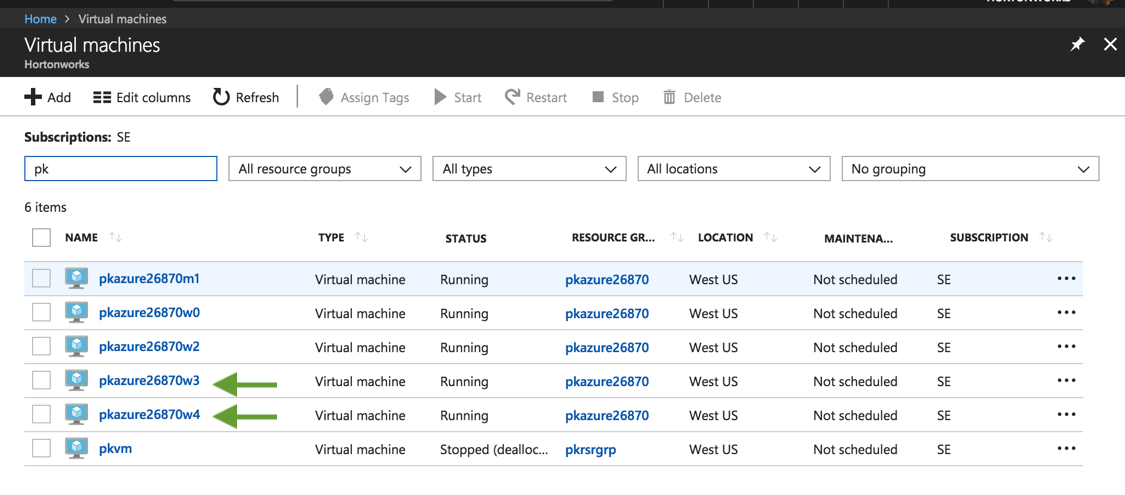 HORTONWORKS
Home > Virtual machines
Virtual machines
Hortonworks
Add Edit columns Refresh Assign Tags Start Restart Stop Delete
Subscriptions: SE
pk All resource groups All types All locations No grouping
6 items
NAME TYPE STATUS RESOURCE GR... LOCATION MAINTENA... SUBSCRIPTION
pkazure26870m1 Virtual machine Running pkazure26870 West US Not scheduled SE ...
pkazure26870w0 Virtual machine Running pkazure26870 West US Not scheduled SE ...
pkazure26870w2 Virtual machine Running pkazure26870 West US Not scheduled SE ...
pkazure26870w3 Virtual machine Running pkazure26870 West US Not scheduled SE ...
pkazure26870w4 Virtual machine Running pkazure26870 West US Not scheduled SE ...
pkvm Virtual machine Stopped (dealloc... pkrsrgrp West US Not scheduled SE ...